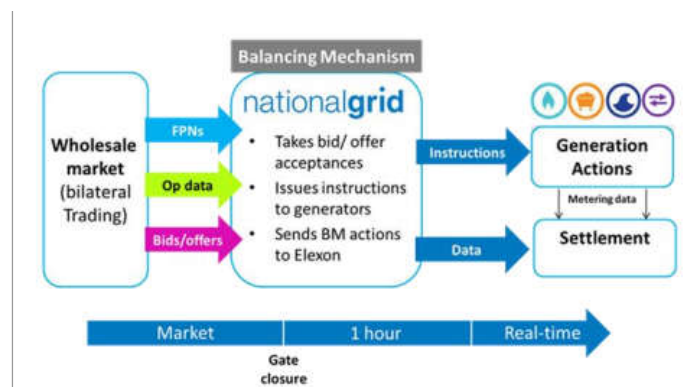 Balancing Mechanism
nationalgrid
Wholesale
market
(bilateral
Trading)
FPNs
Op data
Bids/offers
• Takes bid/ offer
acceptances
• Issues instructions
to generators
• Sends BM actions
to Elexon
Instructions
Data
Generation
Actions
Metering data
Settlement
Market
1 hour
Real-time
Gate
closure